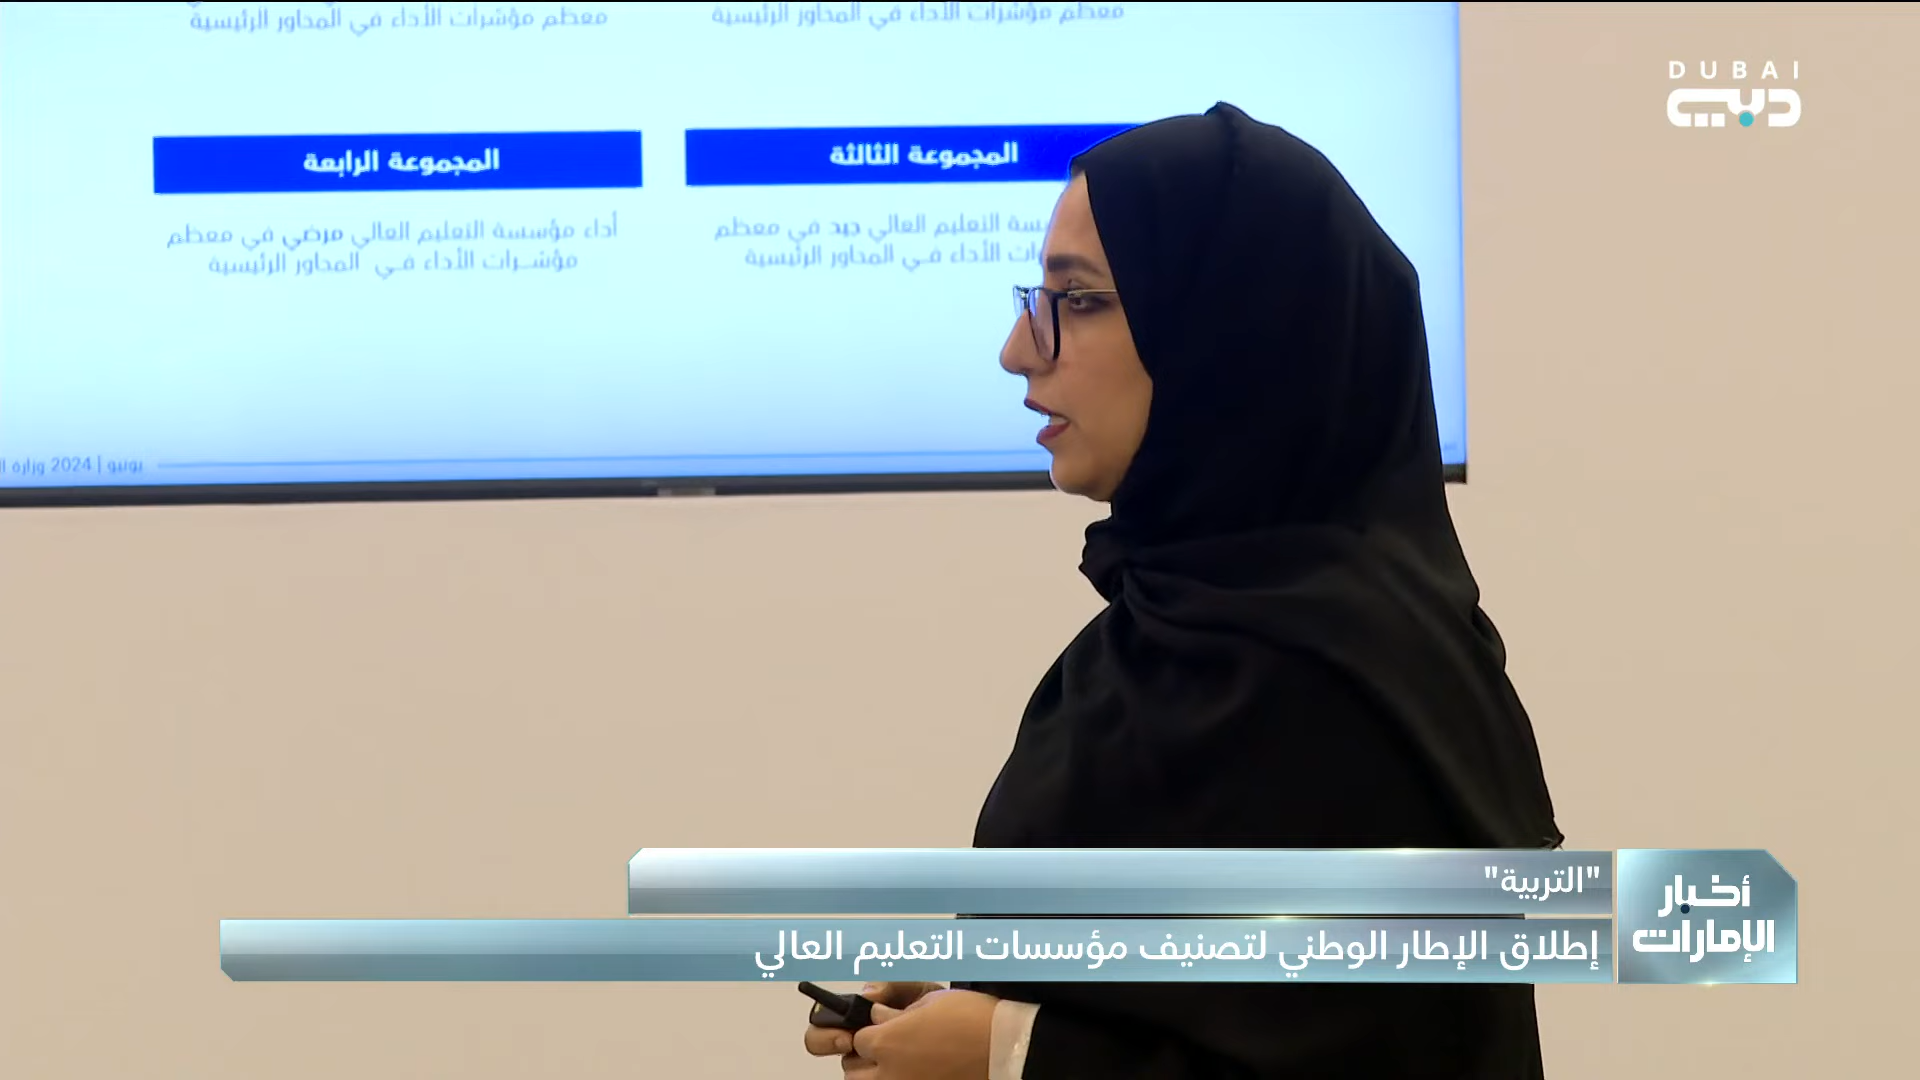 DUBAI
دبي
معظم مؤشرات الأداء في المحاور الرئيسية
معظم مؤشرات الأداء في المحاور الرئيسية
المجموعة الثالثة
سة التعليم العالي جيد في معظم
ات الأداء في المحاور الرئيسية
المجموعة الرابعة
أداء مؤسسة التعليم العالي مرضي في معظم
مؤشرات الأداء في المحاور الرئيسية
يونيو | 2024 وزارة
"التربية"
إطلاق الإطار الوطني لتصنيف مؤسسات التعليم العالي
أخبار
الإمارات